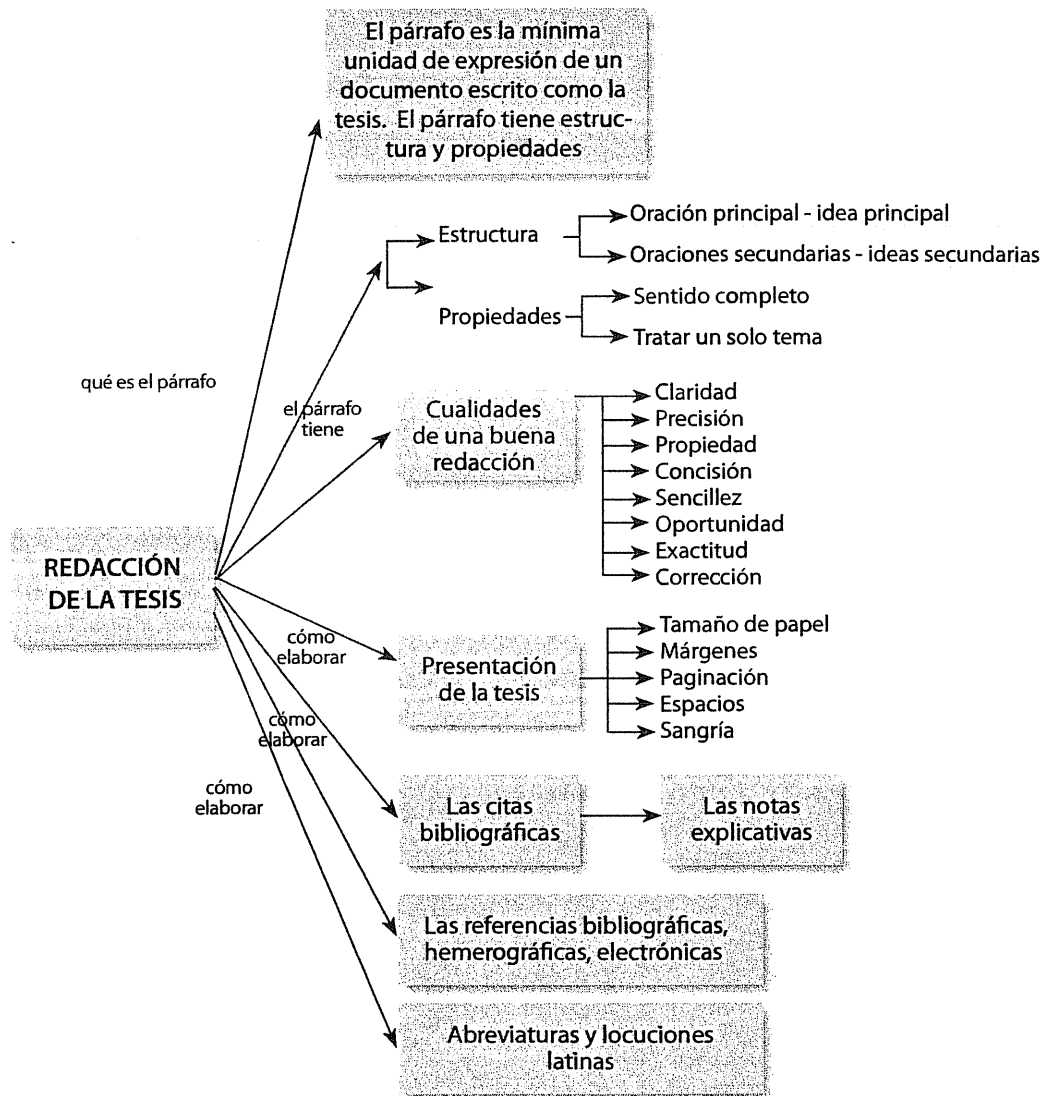 El párrafo es la mínima
unidad de expresión de un
documento escrito como la
tesis. El párrafo tiene estruc-
tura y propiedades
Estructura
Oración principal - idea principal
Oraciones secundarias - ideas secundarias
Propiedades
Sentido completo
Tratar un solo tema
qué es el párrafo
el párrafo
tiene
Cualidades
de una buena
redacción
Claridad
Precisión
Propiedad
Concisión
Sencillez
Oportunidad
Exactitud
Corrección
REDACCIÓN
DE LA TESIS
cómo
elaborar
Presentación
de la tesis
Tamaño de papel
Márgenes
Paginación
Espacios
Sangría
cómo
elaborar
cómo
elaborar
Las citas
bibliográficas
Las notas
explicativas
Las referencias bibliográficas,
hemerográficas, electrónicas
Abreviaturas y locuciones
latinas